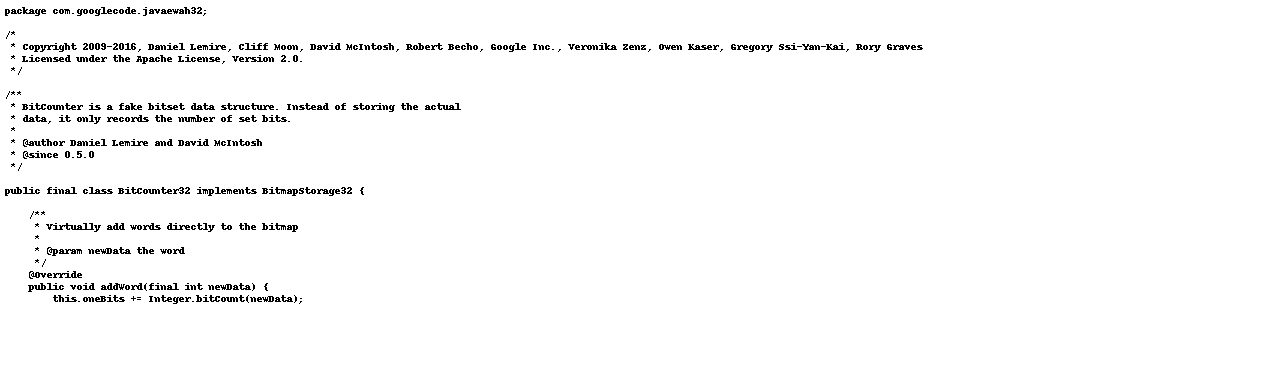 package com.googlecode.javaewah32;

/*
 * Copyright 2009-2016, Daniel Lemire, Cliff Moon, David McIntosh, Robert Becho, Google Inc., Veronika Zenz, Owen Kaser, Gregory Ssi-Yan-Kai, Rory Graves
 * Licensed under the Apache License, Version 2.0.
 */

/**
 * BitCounter is a fake bitset data structure. Instead of storing the actual
 * data, it only records the number of set bits.
 *
 * @author Daniel Lemire and David McIntosh
 * @since 0.5.0
 */

public final class BitCounter32 implements BitmapStorage32 {

    /**
     * Virtually add words directly to the bitmap
     *
     * @param newData the word
     */
    @Override
    public void addWord(final int newData) {
        this.oneBits += Integer.bitCount(newData);